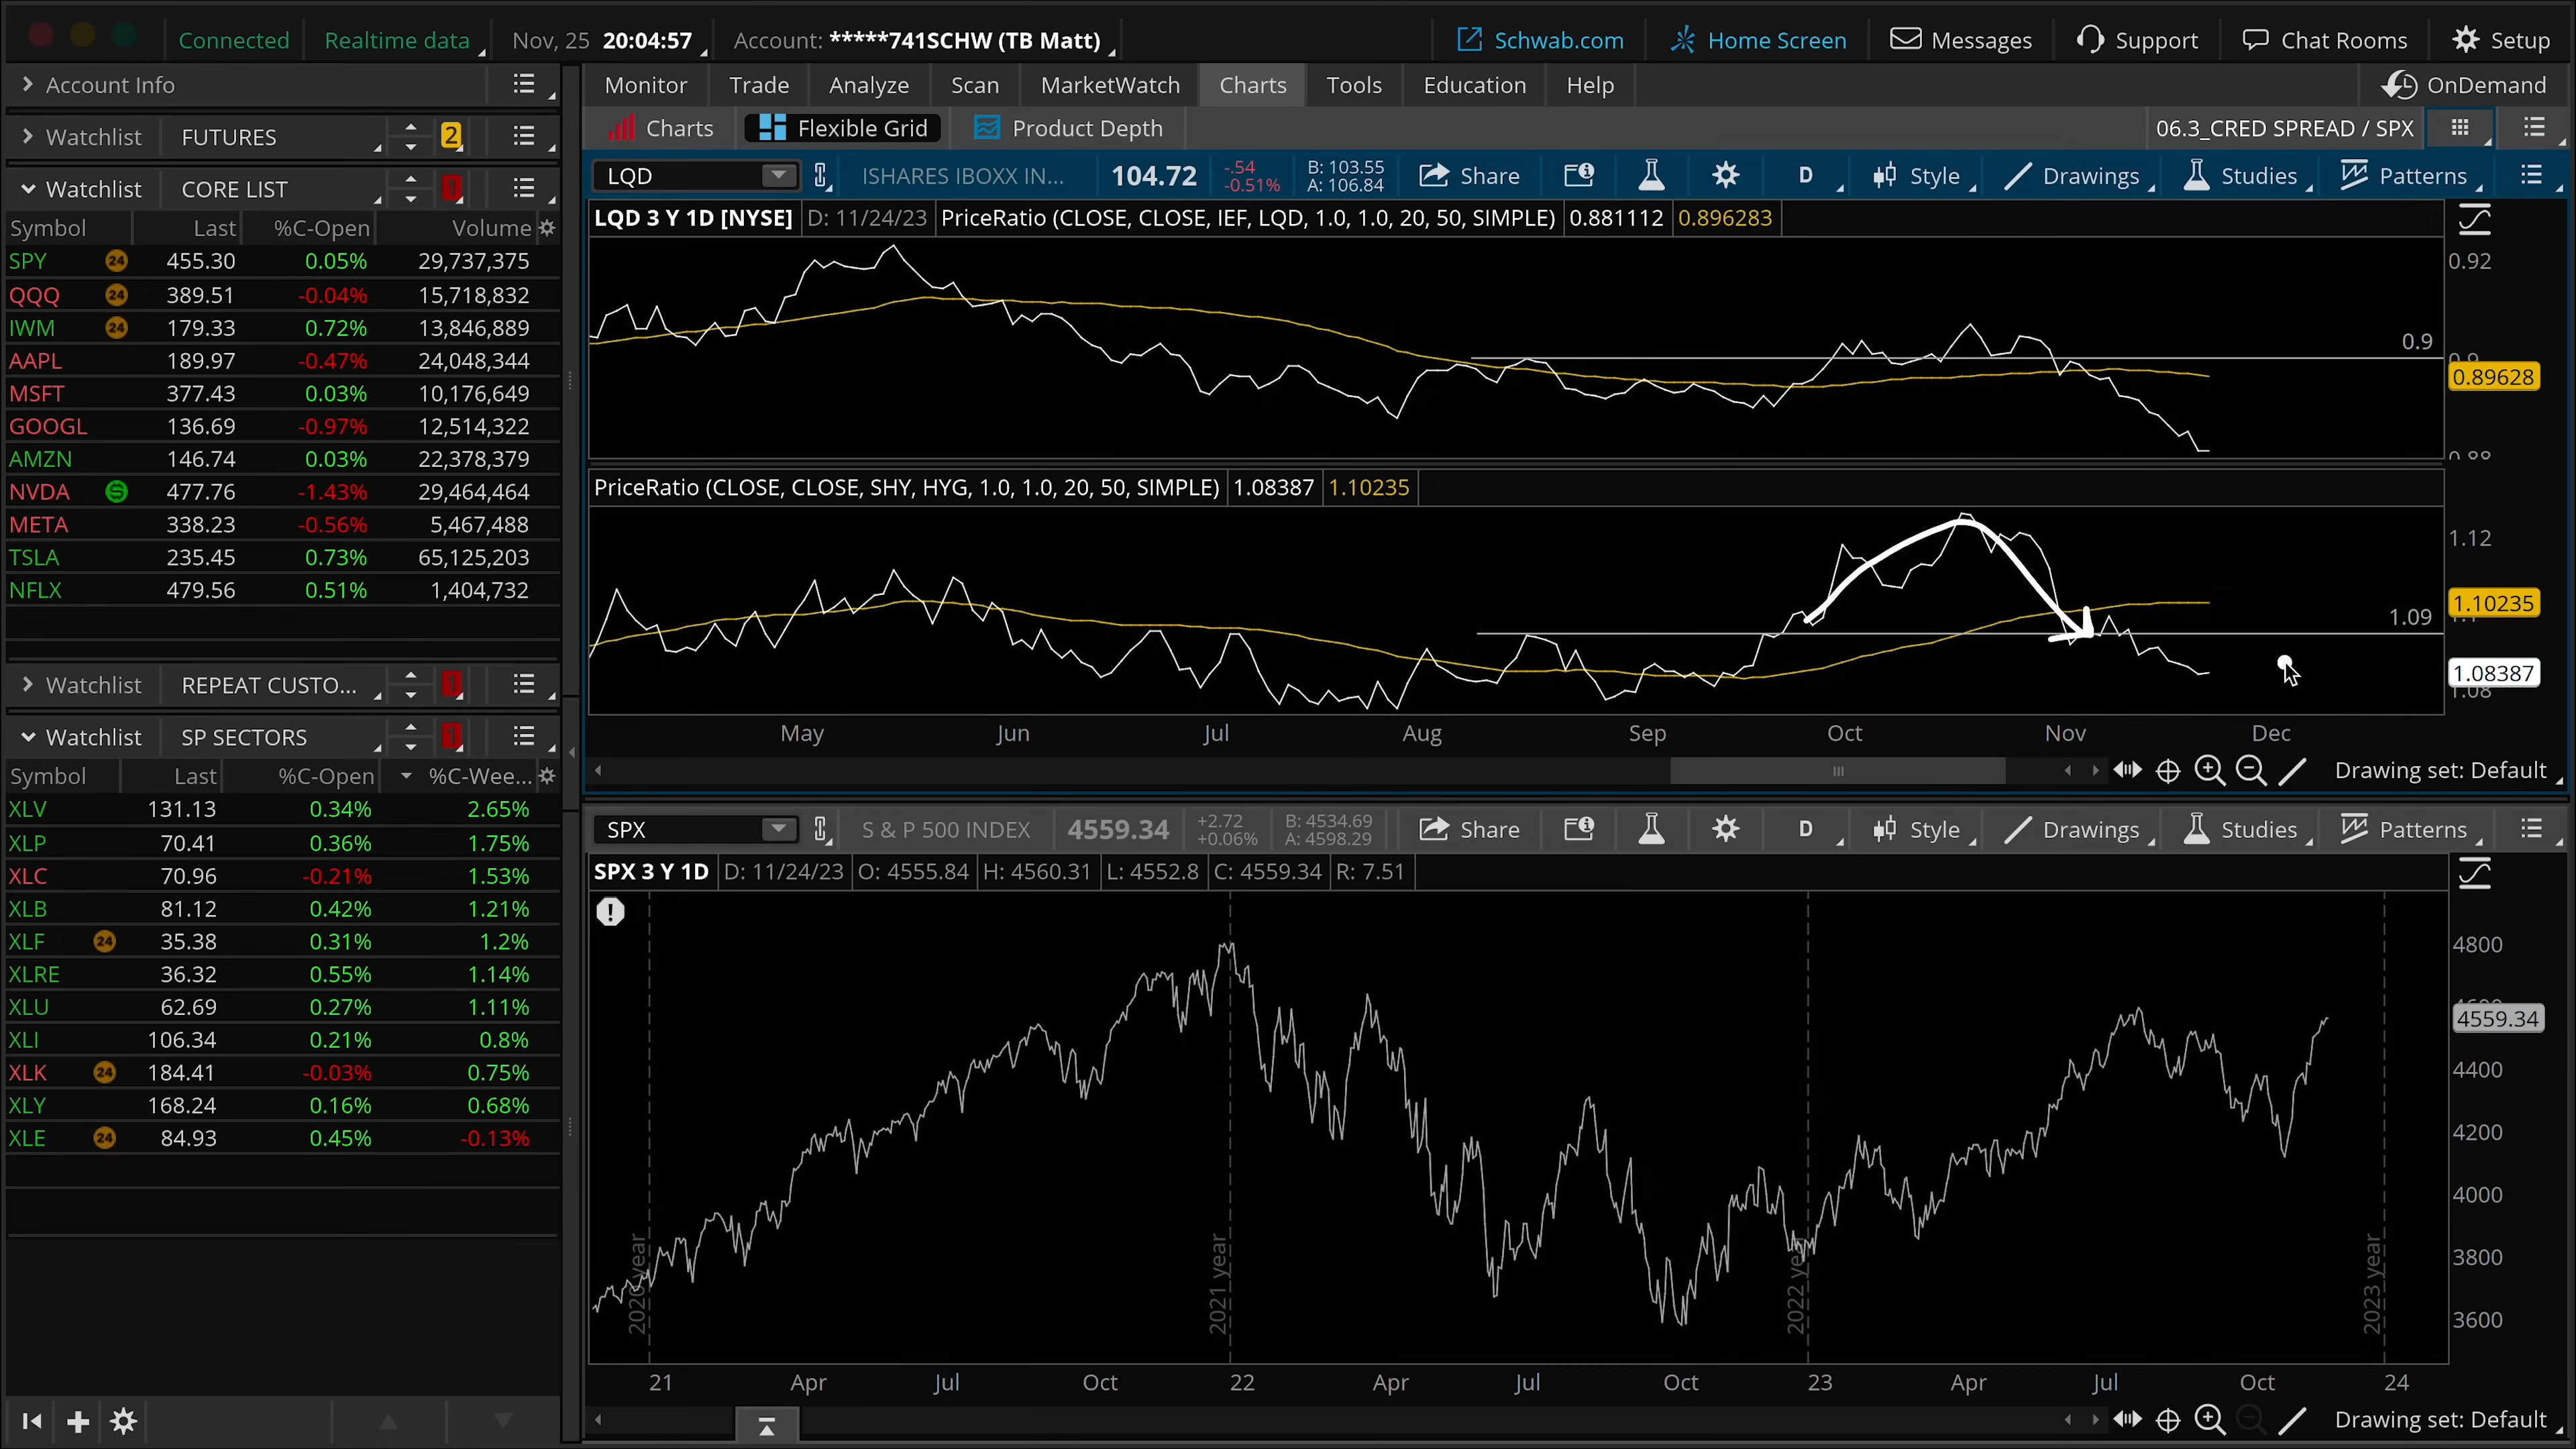 Connected Realtime data Nov, 25 20:04:57 Account: *****741SCHW (TB Matt) Schwab.com Home Screen Messages Support Chat Rooms Setup
Account Info
Monitor Trade Analyze Scan MarketWatch Charts Tools Education Help OnDemand
Watchlist FUTURES 2
Charts Flexible Grid Product Depth 06.3_CRED SPREAD / SPX
Watchlist CORE LIST 1
LQD ISHARES IBOXX IN... 104.72 -.54 -0.51% B: 103.55 A: 106.84 Share D Style Drawings Studies Patterns
LQD 3 Y 1D [NYSE] D: 11/24/23 PriceRatio (CLOSE, CLOSE, IEF, LQD, 1.0, 1.0, 20, 50, SIMPLE) 0.881112 0.896283
Symbol Last %C-Open Volume
SPY 24 455.30 0.05% 29,737,375
QQQ 24 389.51 -0.04% 15,718,832
IWM 24 179.33 0.72% 13,846,889
AAPL 189.97 -0.47% 24,048,344
MSFT 377.43 0.03% 10,176,649
GOOGL 136.69 -0.97% 12,514,322
AMZN 146.74 0.03% 22,378,379
NVDA 477.76 -1.43% 29,464,464
META 338.23 -0.56% 5,467,488
TSLA 235.45 0.73% 65,125,203
NFLX 479.56 0.51% 1,404,732
0.92
0.9
0.89628
PriceRatio (CLOSE, CLOSE, SHY, HYG, 1.0, 1.0, 20, 50, SIMPLE) 1.08387 1.10235
1.12
1.10235
1.09
1.08387
1.08
May Jun Jul Aug Sep Oct Nov Dec
Drawing set: Default
Watchlist REPEAT CUSTO... 1
Watchlist SP SECTORS 1
Symbol Last %C-Open %C-Wee...
XLV 131.13 0.34% 2.65%
XLP 70.41 0.36% 1.75%
XLC 70.96 -0.21% 1.53%
XLB 81.12 0.42% 1.21%
XLF 24 35.38 0.31% 1.2%
XLRE 36.32 0.55% 1.14%
XLU 62.69 0.27% 1.11%
XLI 106.34 0.21% 0.8%
XLK 24 184.41 -0.03% 0.75%
XLY 168.24 0.16% 0.68%
XLE 24 84.93 0.45% -0.13%
SPX S & P 500 INDEX 4559.34 +2.72 +0.06% B: 4534.69 A: 4598.29 Share D Style Drawings Studies Patterns
SPX 3 Y 1D D: 11/24/23 O: 4555.84 H: 4560.31 L: 4552.8 C: 4559.34 R: 7.51
4800
4559.34
4400
4200
4000
3800
3600
2020 year
2021 year
2022 year
2023 year
21 Apr Jul Oct 22 Apr Jul Oct 23 Apr Jul Oct 24
Drawing set: Default